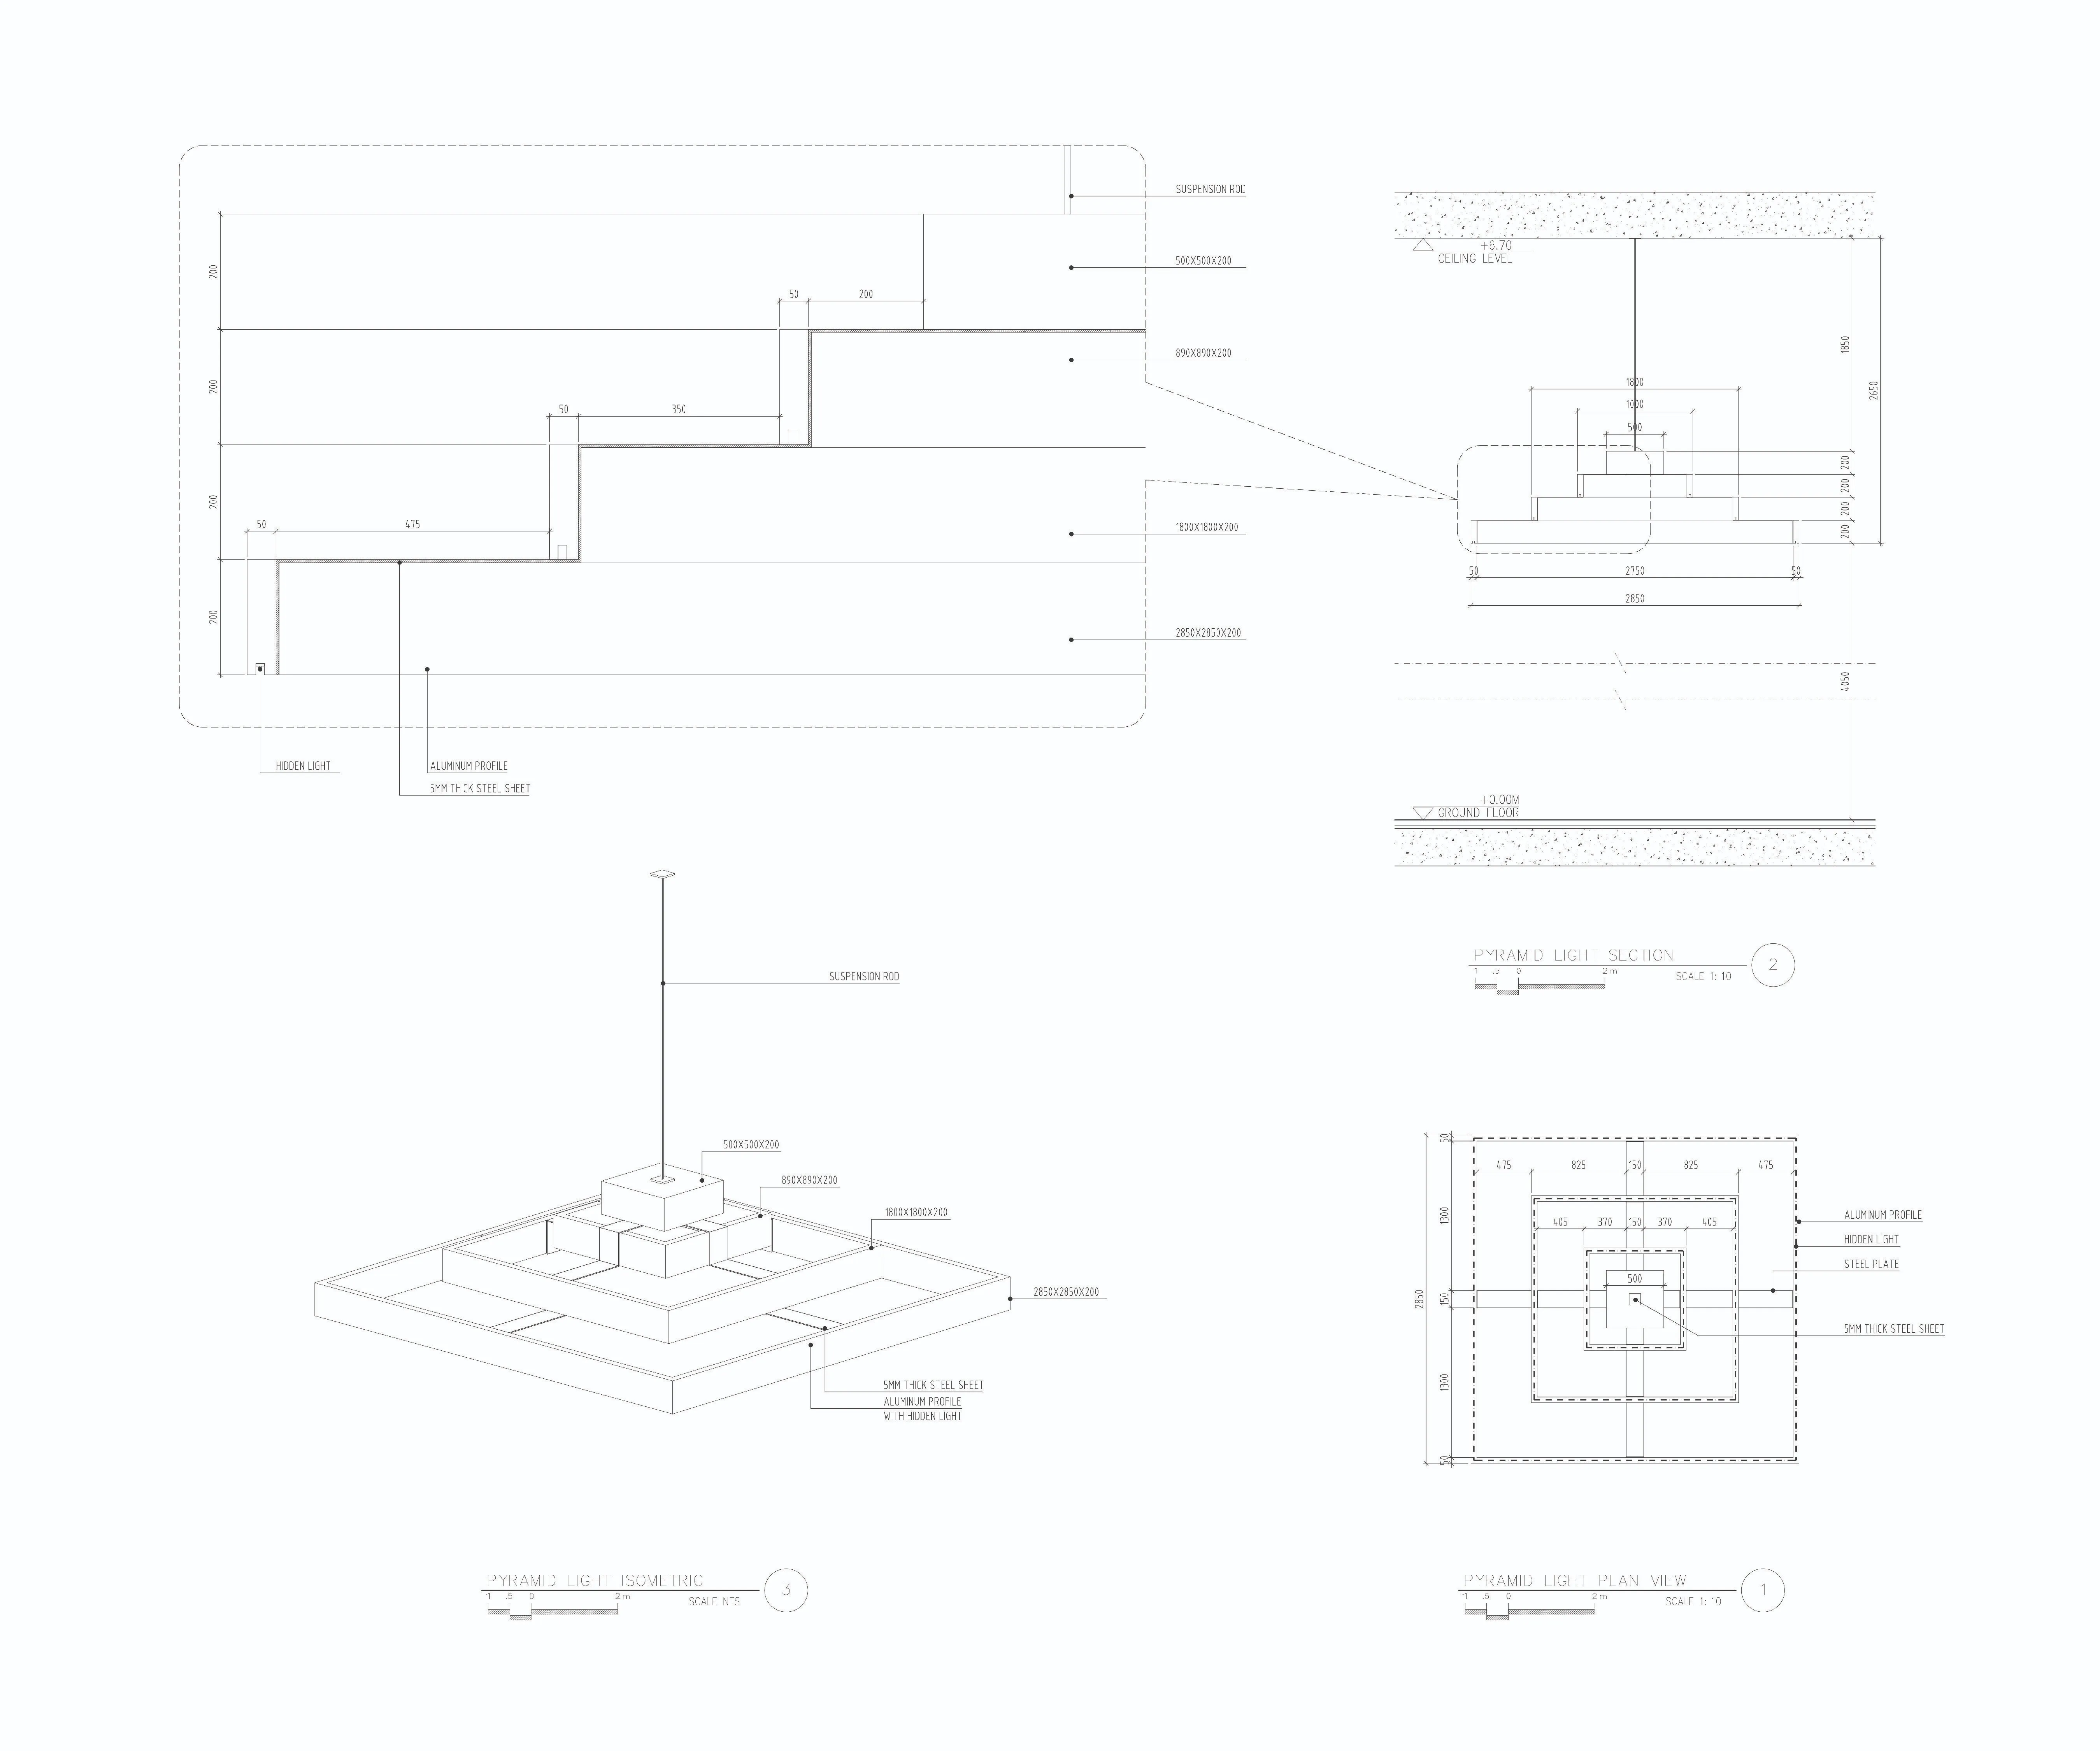 SUSPENSION ROD
200
500X500X200
50
200
200
890X890X200
50
350
200
1800X1800X200
50
475
200
2850X2850X200
HIDDEN LIGHT
ALUMINUM PROFILE
5MM THICK STEEL SHEET
+6.70
CEILING LEVEL
1850
2650
1800
1000
500
200
200
200
200
50
2750
50
2850
4050
+0.00M
GROUND FLOOR
PYRAMID LIGHT SECTION
2
1 .5 0 2 m
SCALE 1: 10
SUSPENSION ROD
500X500X200
890X890X200
1800X1800X200
2850X2850X200
5MM THICK STEEL SHEET
ALUMINUM PROFILE
WITH HIDDEN LIGHT
PYRAMID LIGHT ISOMETRIC
3
1 .5 0 2 m
SCALE NTS
50
475
825
150
825
475
1300
405
370
150
370
405
500
2850
150
1300
50
ALUMINUM PROFILE
HIDDEN LIGHT
STEEL PLATE
5MM THICK STEEL SHEET
PYRAMID LIGHT PLAN VIEW
1
1 .5 0 2 m
SCALE 1: 10